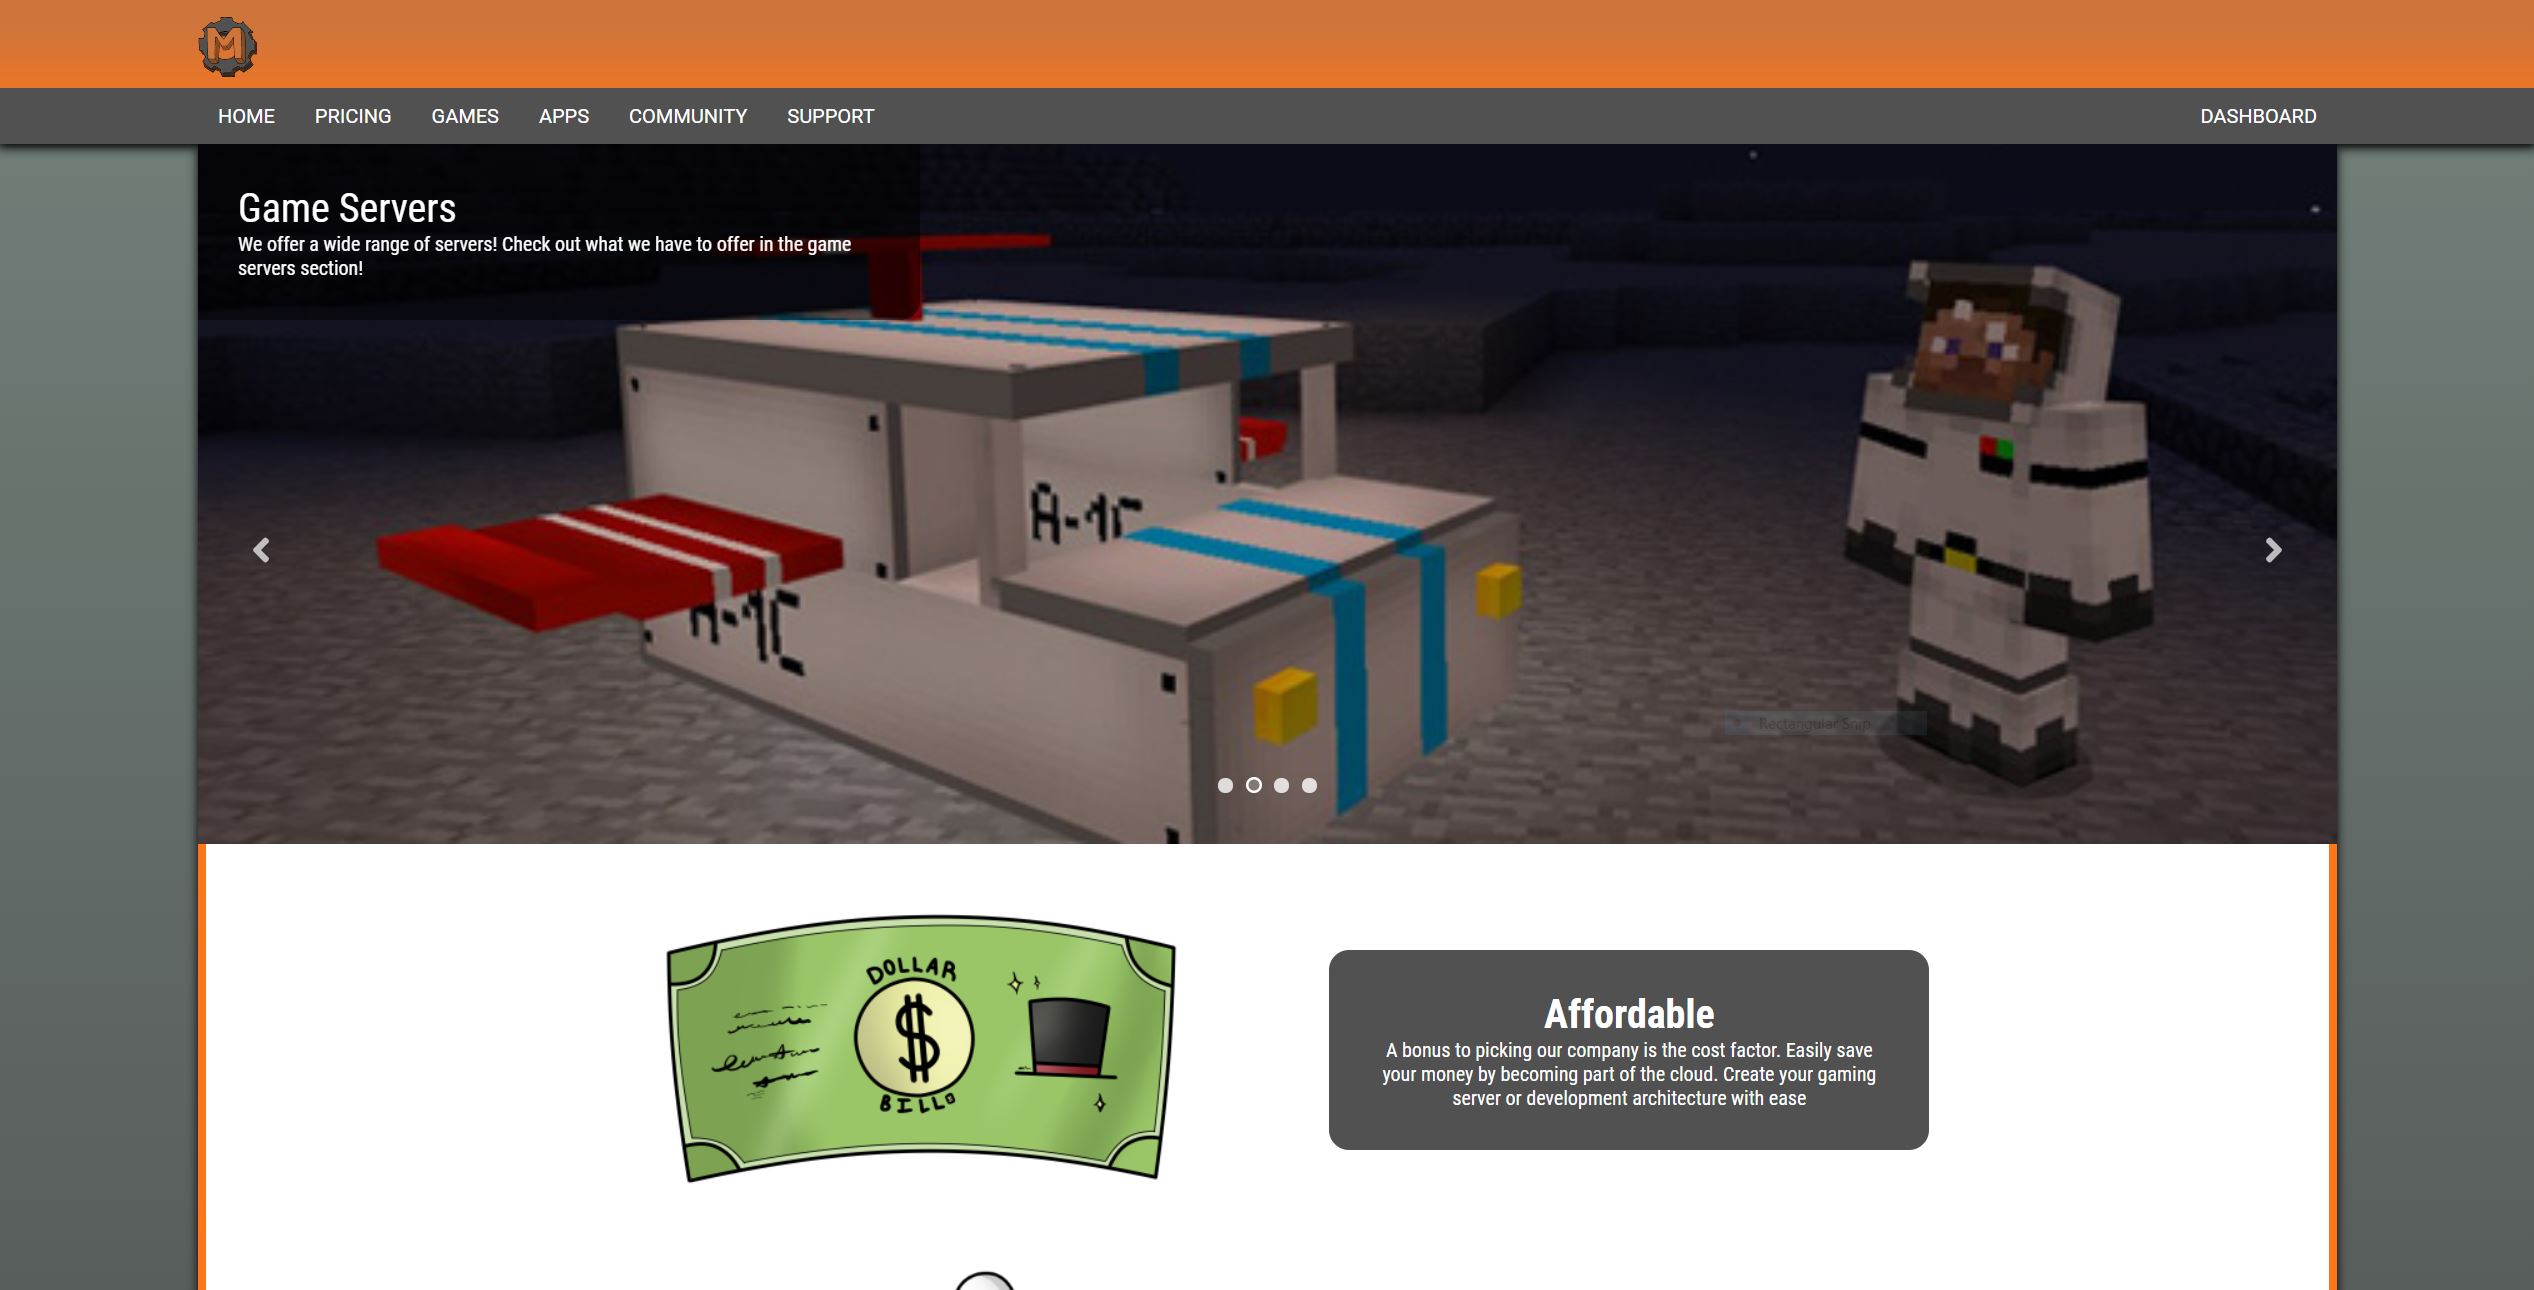 M
HOME PRICING GAMES APPS COMMUNITY SUPPORT DASHBOARD
Game Servers
We offer a wide range of servers! Check out what we have to offer in the game
servers section!
A-1C
A-1C
Rectangular Snip
DOLLAR
$
BILL
Affordable
A bonus to picking our company is the cost factor. Easily save
your money by becoming part of the cloud. Create your gaming
server or development architecture with ease